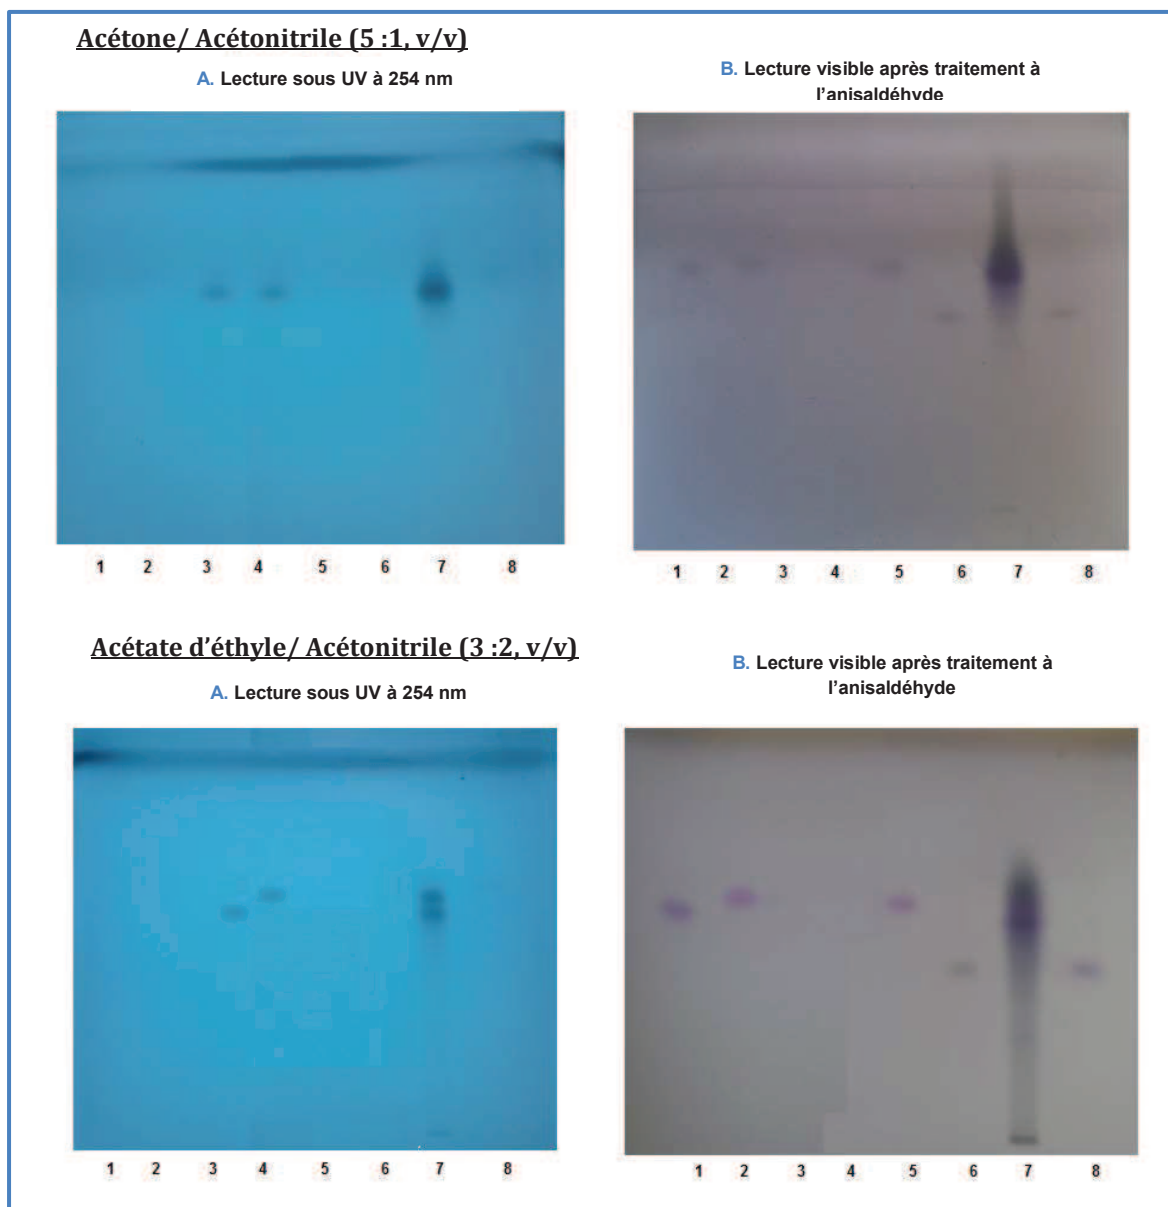 Acétone/ Acétonitrile (5 :1, v/v)
A. Lecture sous UV à 254 nm
B. Lecture visible après traitement à
l'anisaldéhyde
1 2 3 4 5 6 7 8
1 2 3 4 5 6 7 8
Acétate d'éthyle/ Acétonitrile (3 :2, v/v)
A. Lecture sous UV à 254 nm
B. Lecture visible après traitement à
l'anisaldéhyde
1 2 3 4 5 6 7 8
1 2 3 4 5 6 7 8